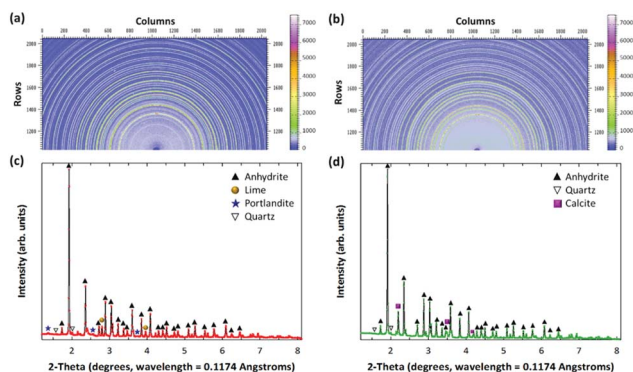 (a) Columns
0 200 400 600 800 1000 1200 1400 1600 1800 2000
Rows
2000
1800
1600
1400
1200
7000
6000
5000
4000
3000
2000
1000
0
(b) Columns
0 200 400 600 800 1000 1200 1400 1600 1800 2000
Rows
2000
1800
1600
1400
1200
7000
6000
5000
4000
3000
2000
1000
0
(c)
Anhydrite
Lime
Portlandite
Quartz
Intensity (arb. units)
2 3 4 5 6 7 8
2-Theta (degrees, wavelength = 0.1174 Angstroms)
(d)
Anhydrite
Quartz
Calcite
Intensity (arb. units)
2 3 4 5 6 7 8
2-Theta (degrees, wavelength = 0.1174 Angstroms)